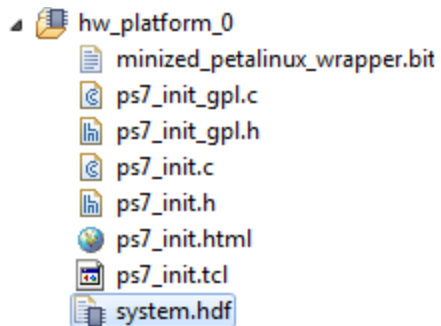 hw_platform_0
minized_petalinux_wrapper.bit
ps7_init_gpl.c
ps7_init_gpl.h
ps7_init.c
ps7_init.h
ps7_init.html
ps7_init.tcl
system.hdf